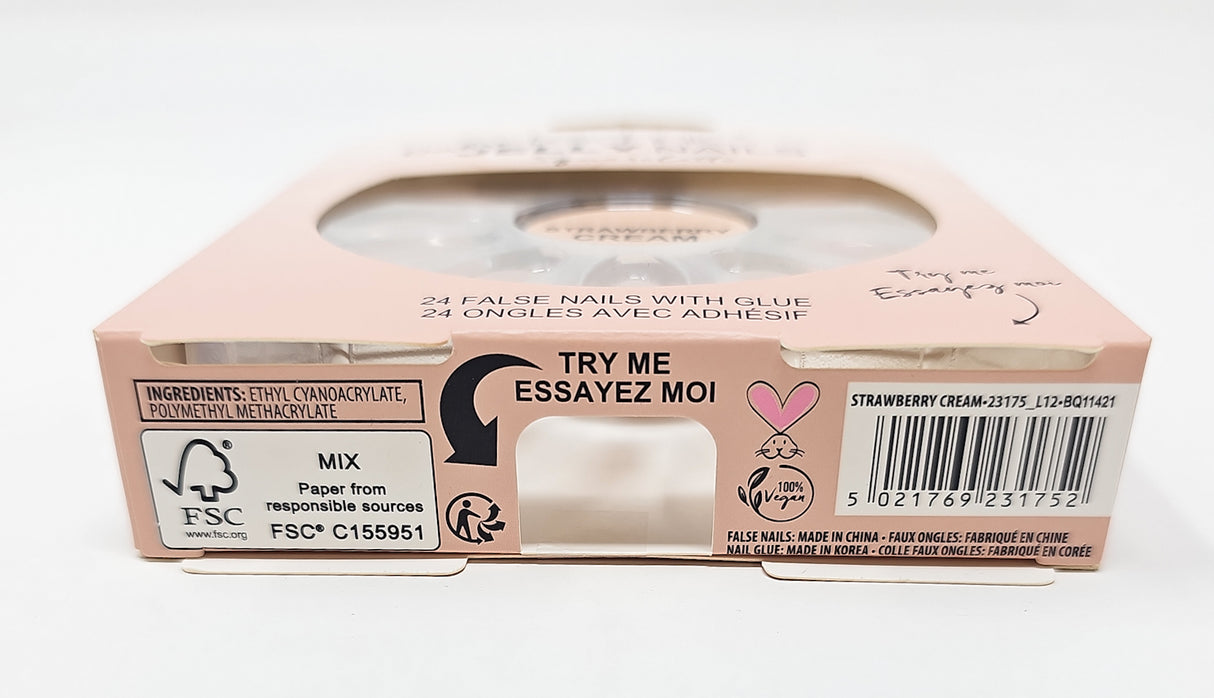 JELLY NAILS
STRAWBERRY
CREAM
24 FALSE NAILS WITH GLUE
24 ONGLES AVEC ADHÉSIF
Try me
Essayez moi
TRY ME
ESSAYEZ MOI
INGREDIENTS: ETHYL CYANOACRYLATE,
POLYMETHYL METHACRYLATE
®
FSC
www.fsc.org
MIX
Paper from
responsible sources
FSC® C155951
100%
Vegan
STRAWBERRY CREAM•23175_L12•BQ11421
5 021769 231752
FALSE NAILS: MADE IN CHINA • FAUX ONGLES: FABRIQUÉ EN CHINE
NAIL GLUE: MADE IN KOREA • COLLE FAUX ONGLES: FABRIQUÉ EN CORÉE